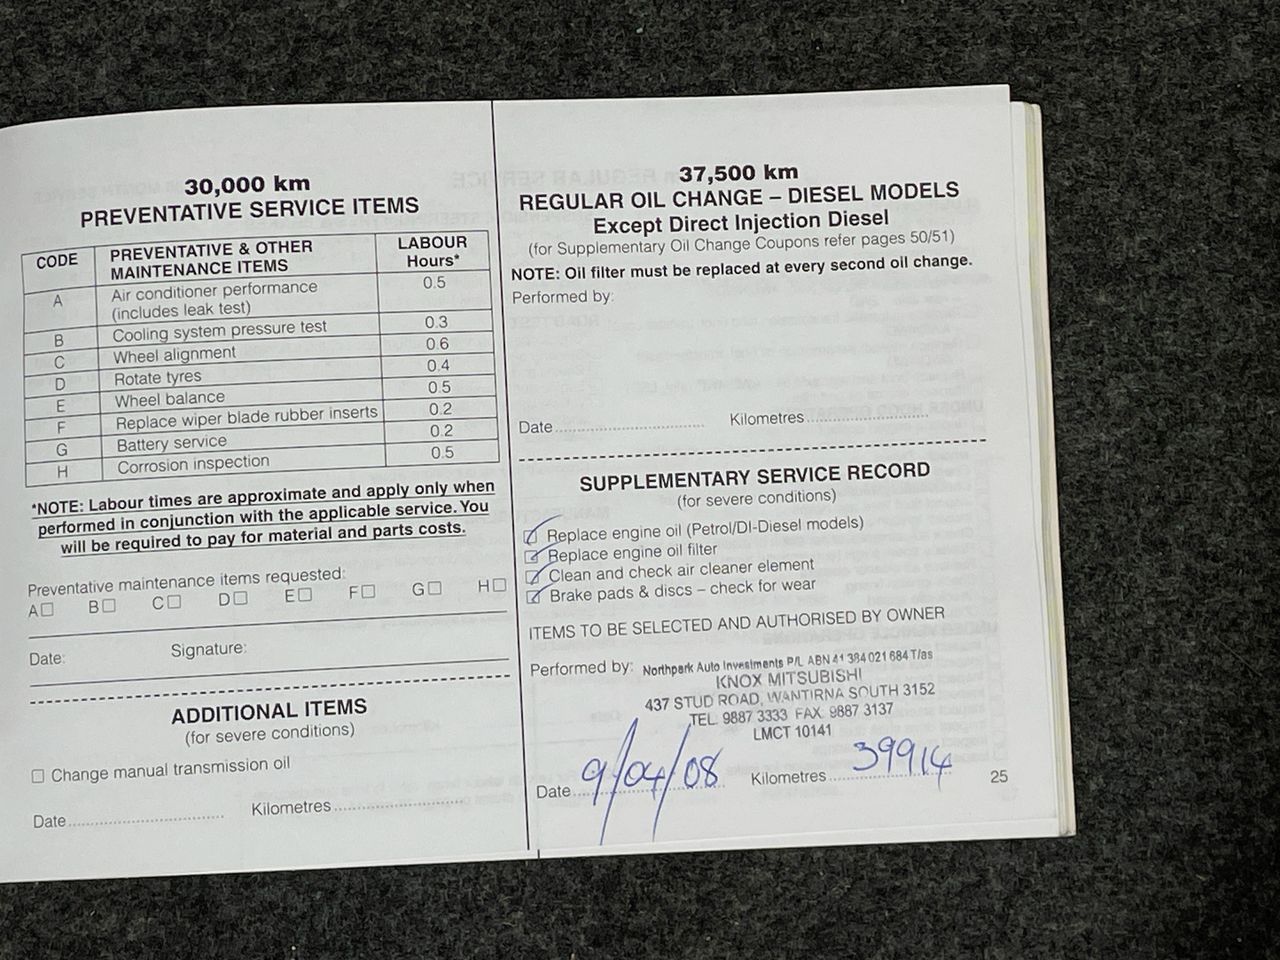 30,000 km
PREVENTATIVE SERVICE ITEMS
CODE PREVENTATIVE & OTHER MAINTENANCE ITEMS LABOUR Hours*
A Air conditioner performance (includes leak test) 0.5
B Cooling system pressure test 0.3
C Wheel alignment 0.6
D Rotate tyres 0.4
E Wheel balance 0.5
F Replace wiper blade rubber inserts 0.2
G Battery service 0.2
H Corrosion inspection 0.5
*NOTE: Labour times are approximate and apply only when
performed in conjunction with the applicable service. You
will be required to pay for material and parts costs.
Preventative maintenance items requested:
A☐ B☐ C☐ D☐ E☐ F☐ G☐ H☐
Date: Signature:
ADDITIONAL ITEMS
(for severe conditions)
☐ Change manual transmission oil
Date.............................. Kilometres..............................
37,500 km
REGULAR OIL CHANGE – DIESEL MODELS
Except Direct Injection Diesel
(for Supplementary Oil Change Coupons refer pages 50/51)
NOTE: Oil filter must be replaced at every second oil change.
Performed by:
Date.............................. Kilometres..............................
SUPPLEMENTARY SERVICE RECORD
(for severe conditions)
☑ Replace engine oil (Petrol/DI-Diesel models)
☑ Replace engine oil filter
☑ Clean and check air cleaner element
☑ Brake pads & discs – check for wear
ITEMS TO BE SELECTED AND AUTHORISED BY OWNER
Performed by: Northpark Auto Investments P/L ABN 41 384 021 684 T/as
KNOX MITSUBISHI
437 STUD ROAD, WANTIRNA SOUTH 3152
TEL. 9887 3333 FAX. 9887 3137
LMCT 10141
Date 9/04/08 Kilometres 39914
25